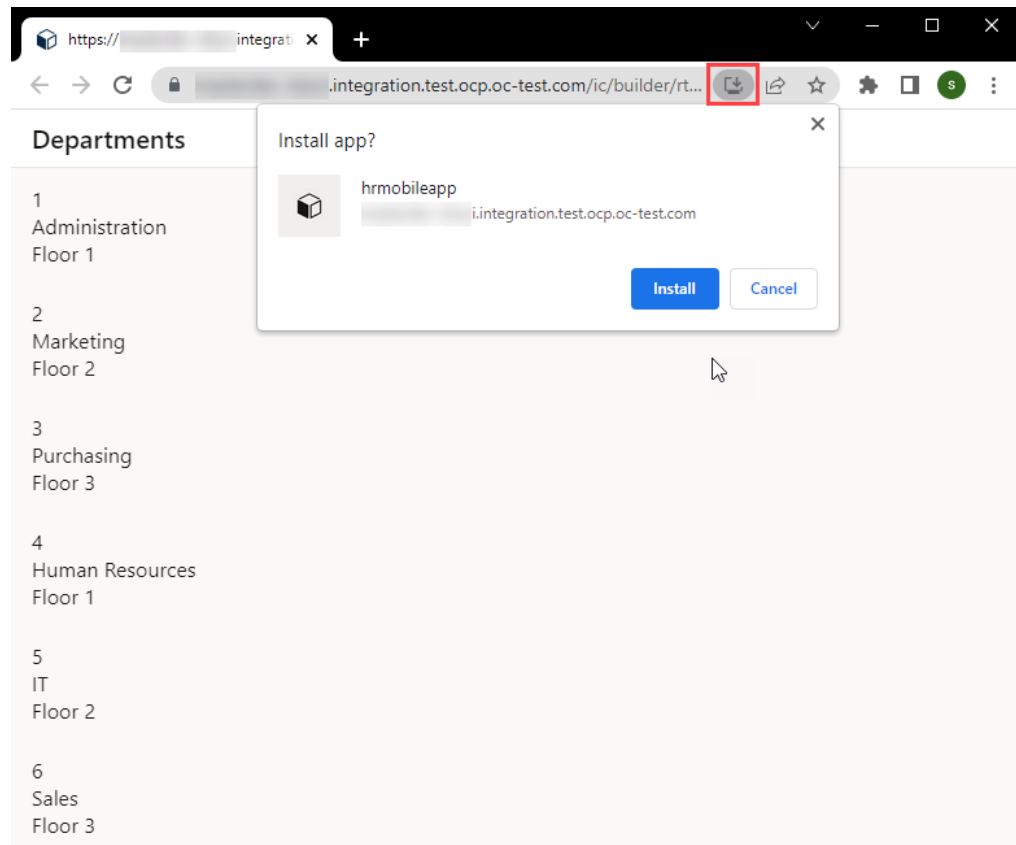 https:// integrati
.integration.test.ocp.oc-test.com/ic/builder/rt...
S
Departments
Install app?
hrmobileapp
i.integration.test.ocp.oc-test.com
Install Cancel
1
Administration
Floor 1
2
Marketing
Floor 2
3
Purchasing
Floor 3
4
Human Resources
Floor 1
5
IT
Floor 2
6
Sales
Floor 3